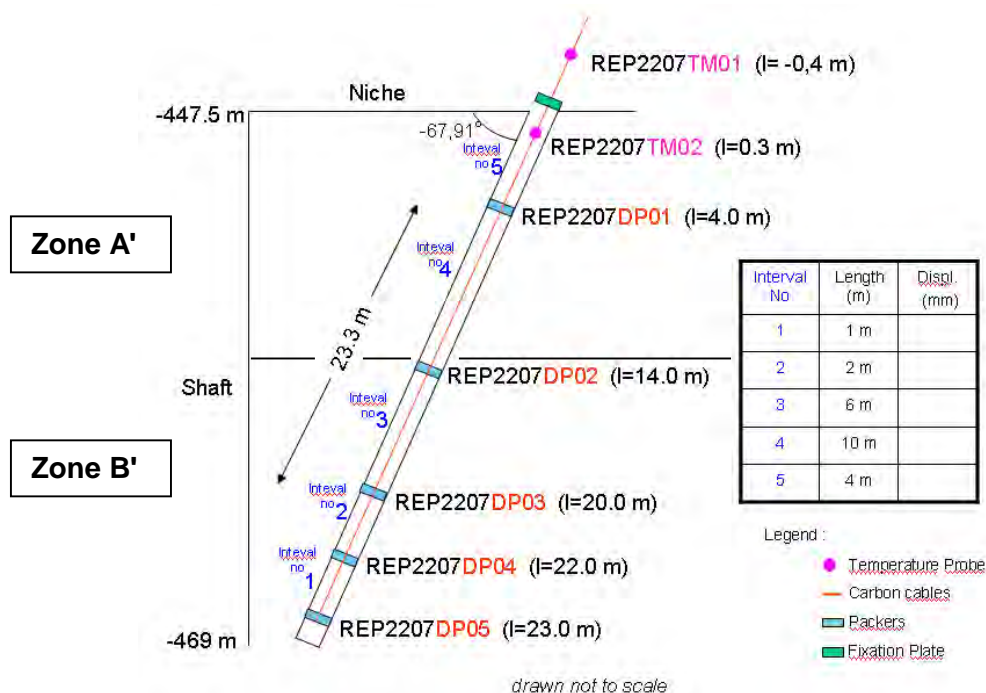 REP2207TM01 (l= -0,4 m)
Niche
-447.5 m
-67,91°
REP2207TM02 (l=0.3 m)
Inteval
no 5
REP2207DP01 (l=4.0 m)
Zone A'
Inteval
no 4
23.3 m
Shaft
REP2207DP02 (l=14.0 m)
Inteval
no 3
Zone B'
Inteval
no 2
REP2207DP03 (l=20.0 m)
Inteval
no 1
REP2207DP04 (l=22.0 m)
-469 m
REP2207DP05 (l=23.0 m)
drawn not to scale
Interval No Length (m) Displ. (mm)
1 1 m
2 2 m
3 6 m
4 10 m
5 4 m
Legend :
Temperature Probe
Carbon cables
Packers
Fixation Plate